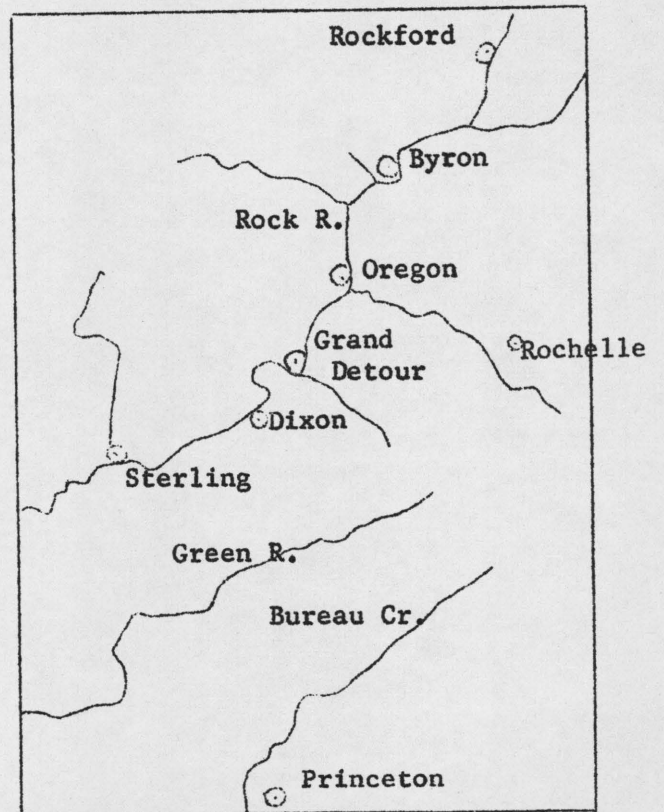 Rockford
Byron
Rock R.
Oregon
Grand
Detour
Rochelle
Dixon
Sterling
Green R.
Bureau Cr.
Princeton